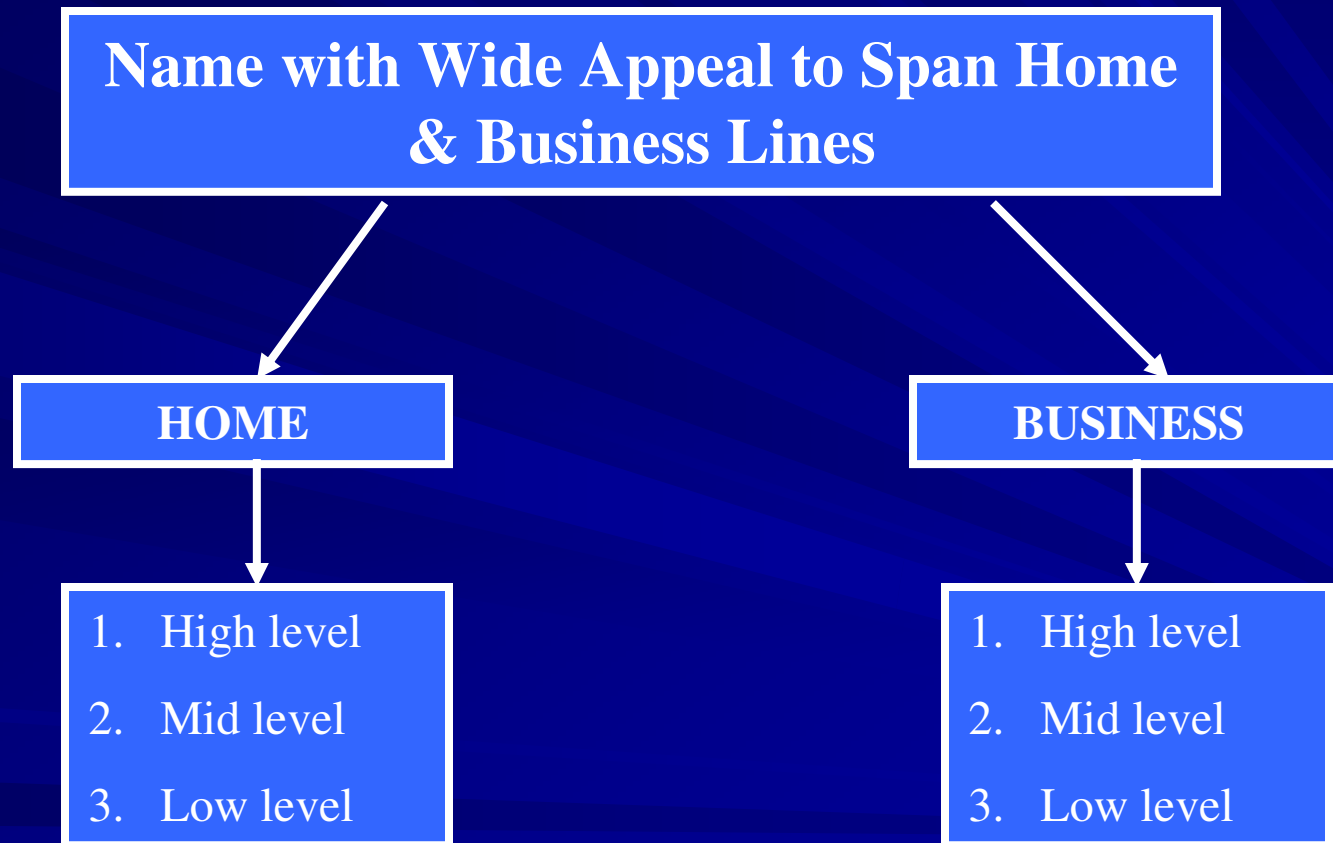 Name with Wide Appeal to Span Home
& Business Lines
HOME
1. High level
2. Mid level
3. Low level
BUSINESS
1. High level
2. Mid level
3. Low level